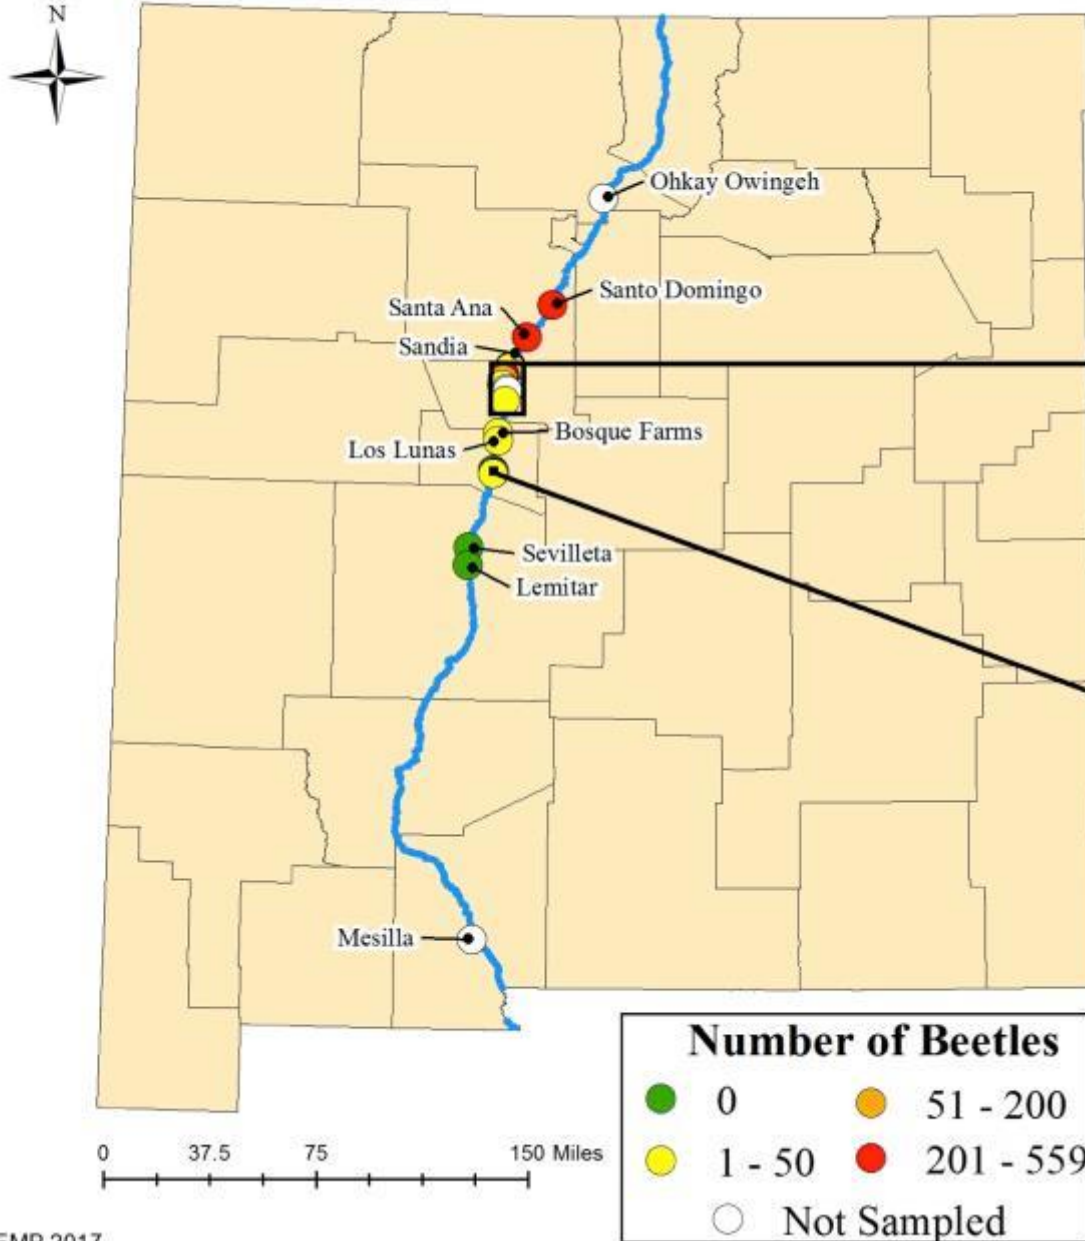 N
Ohkay Owingeh
Santo Domingo
Santa Ana
Sandia
Bosque Farms
Los Lunas
Sevilleta
Lemitar
Mesilla
Number of Beetles
0 51 - 200
1 - 50 201 - 559
Not Sampled
0 37.5 75 150 Miles
2017